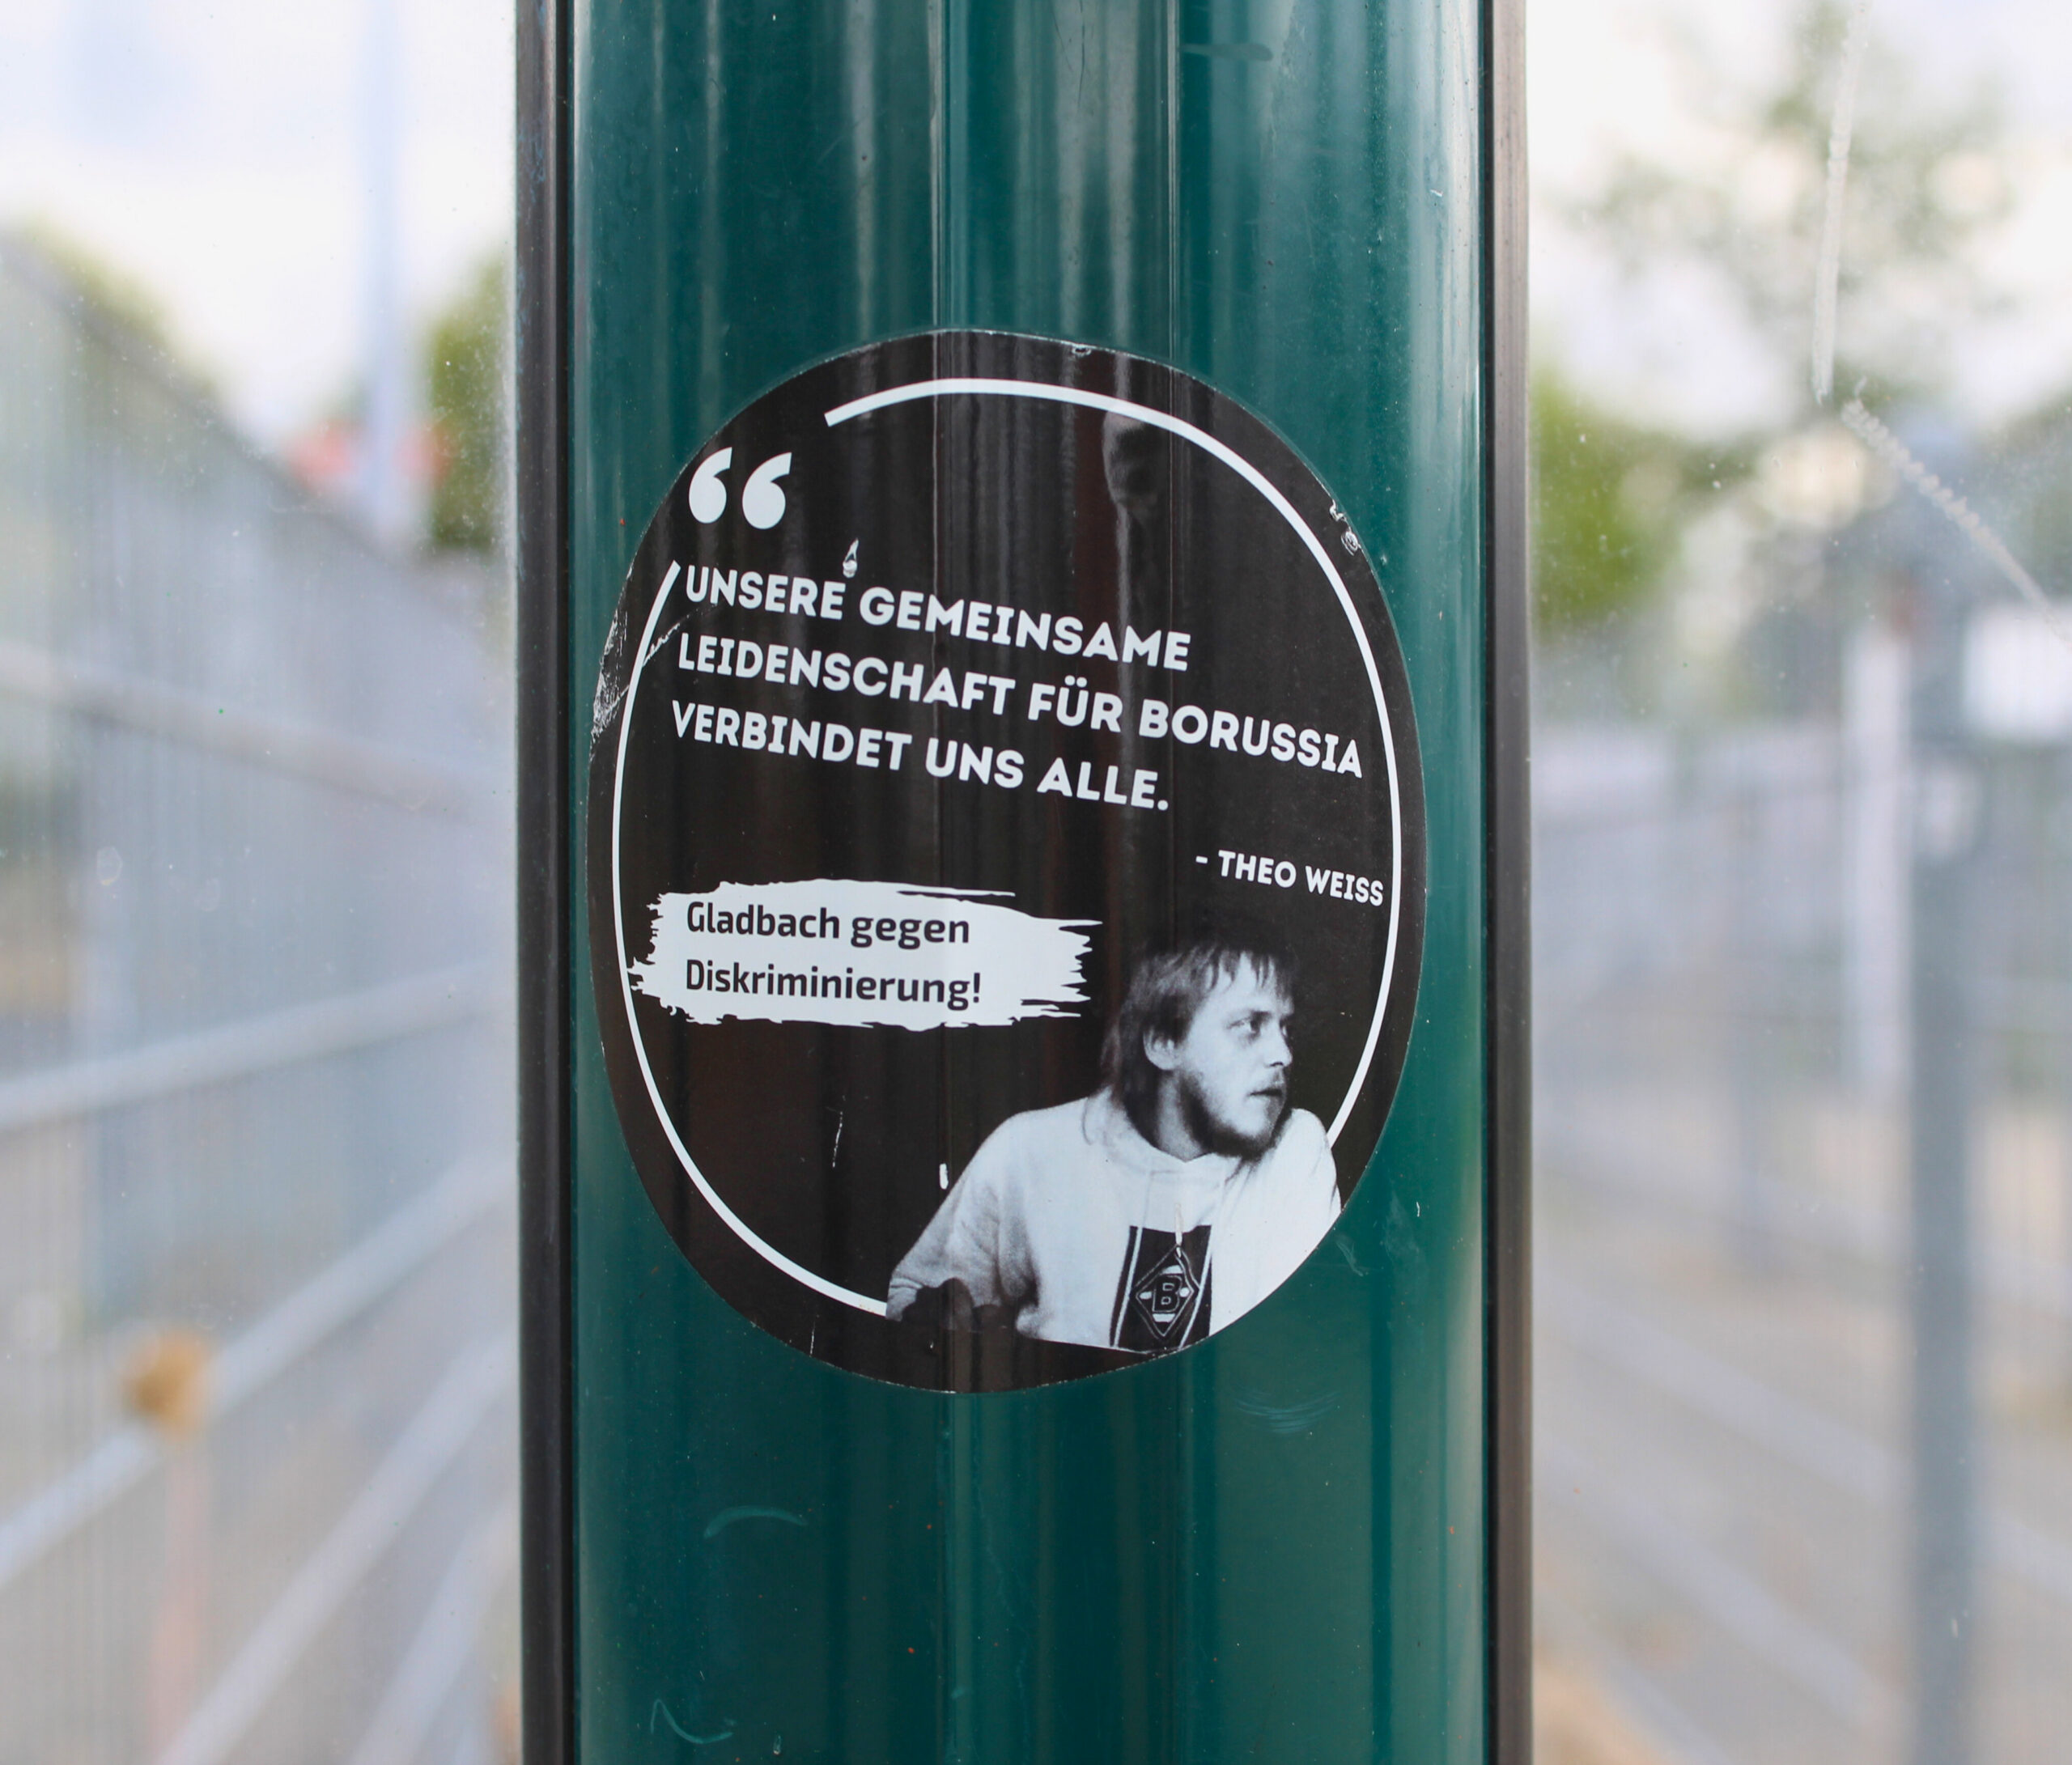 “
UNSERE GEMEINSAME
LEIDENSCHAFT FÜR BORUSSIA
VERBINDET UNS ALLE.
- THEO WEISS
Gladbach gegen
Diskriminierung!
B